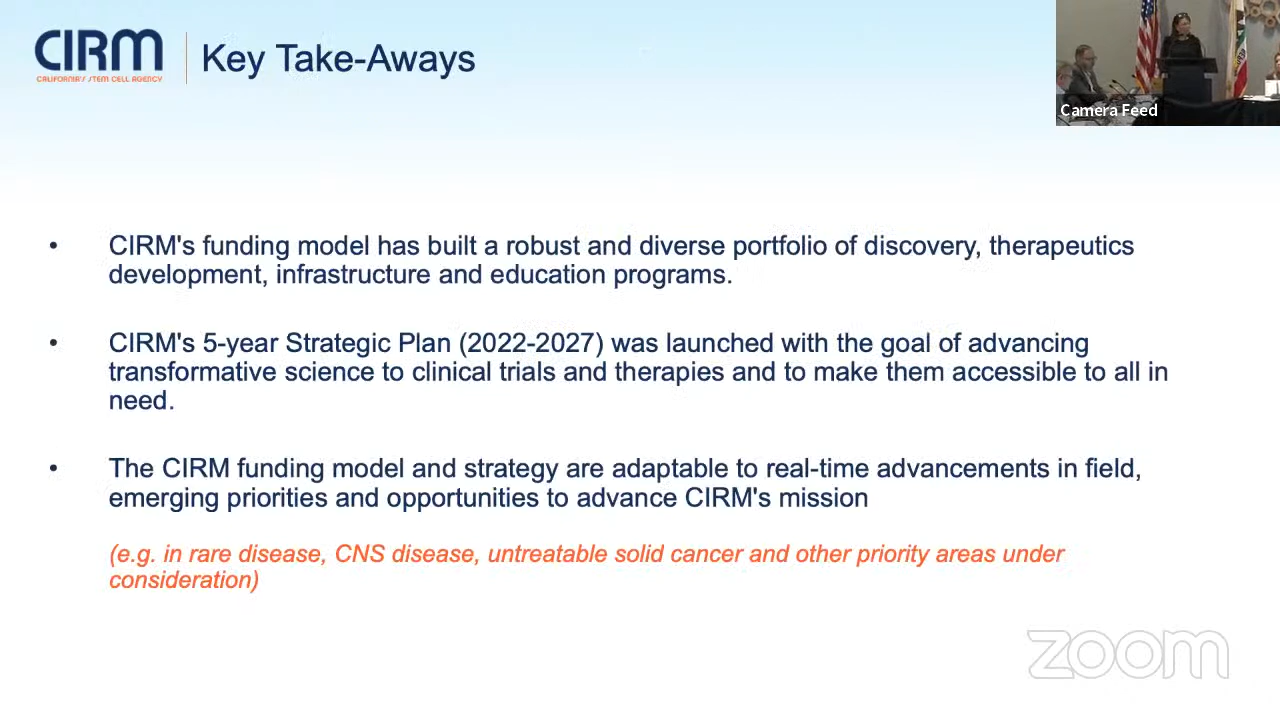 CIRM
CALIFORNIA'S STEM CELL AGENCY
Key Take-Aways
Camera Feed
• CIRM's funding model has built a robust and diverse portfolio of discovery, therapeutics
development, infrastructure and education programs.
• CIRM's 5-year Strategic Plan (2022-2027) was launched with the goal of advancing
transformative science to clinical trials and therapies and to make them accessible to all in
need.
• The CIRM funding model and strategy are adaptable to real-time advancements in field,
emerging priorities and opportunities to advance CIRM's mission
(e.g. in rare disease, CNS disease, untreatable solid cancer and other priority areas under
consideration)
zoom